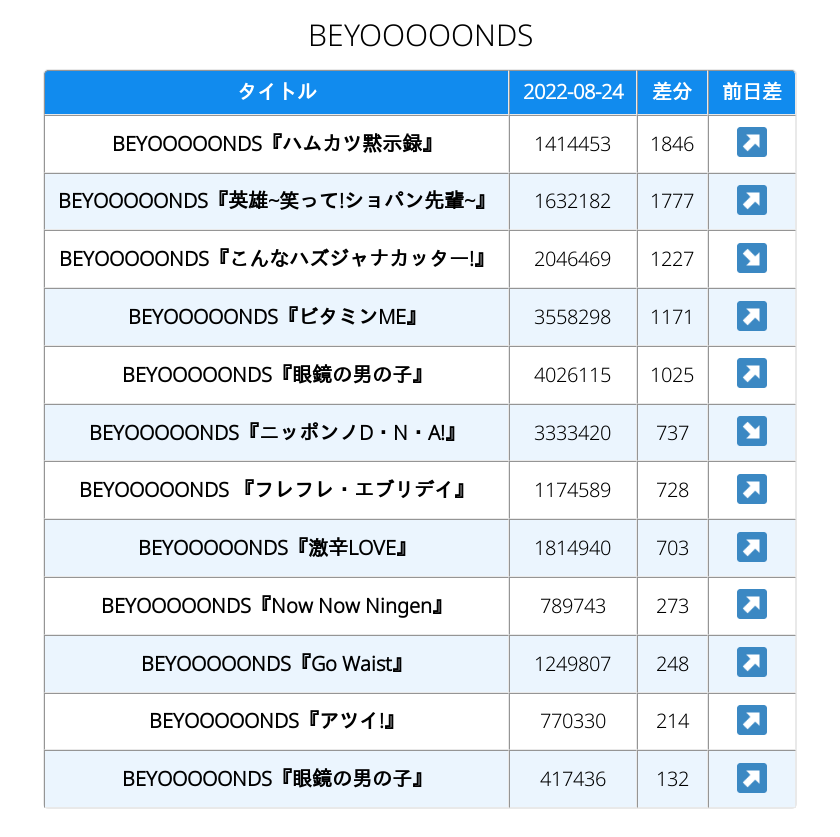 BEYOOOOONDS
タイトル 2022-08-24 差分 前日差
BEYOOOOONDS『ハムカツ黙示録』 1414453 1846 ↗
BEYOOOOONDS『英雄~笑って!ショパン先輩~』 1632182 1777 ↗
BEYOOOOONDS『こんなハズジャナカッター!』 2046469 1227 ↘
BEYOOOOONDS『ビタミンME』 3558298 1171 ↗
BEYOOOOONDS『眼鏡の男の子』 4026115 1025 ↗
BEYOOOOONDS『ニッポンノD・N・A!』 3333420 737 ↘
BEYOOOOONDS 『フレフレ・エブリデイ』 1174589 728 ↗
BEYOOOOONDS『激辛LOVE』 1814940 703 ↗
BEYOOOOONDS『Now Now Ningen』 789743 273 ↗
BEYOOOOONDS『Go Waist』 1249807 248 ↗
BEYOOOOONDS『アツイ!』 770330 214 ↗
BEYOOOOONDS『眼鏡の男の子』 417436 132 ↗